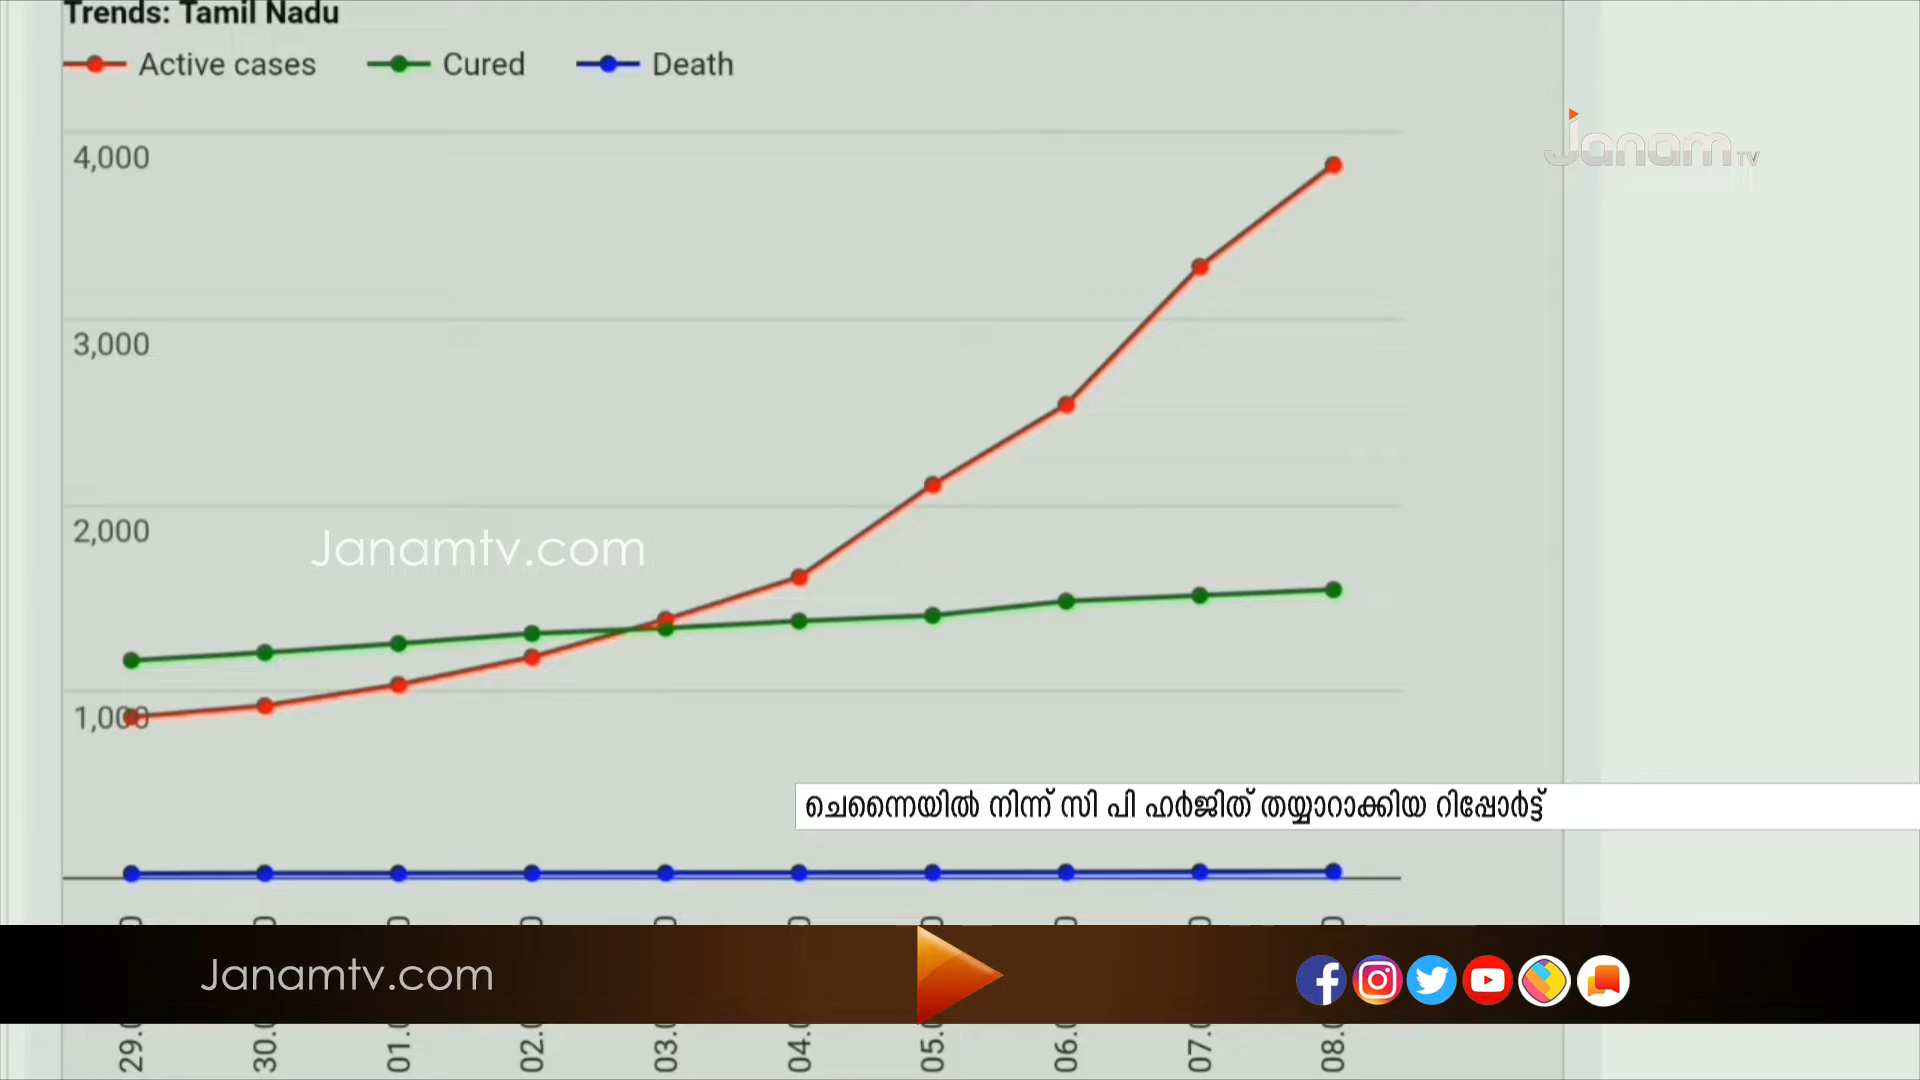 Trends: Tamil Nadu
Active cases Cured Death
4,000
Janam TV
3,000
2,000
Janamtv.com
1,000
ചെന്നൈയിൽ നിന്ന് സി പി ഹർജിത് തയ്യാറാക്കിയ റിപ്പോർട്ട്
Janamtv.com
29. 30. 01. 02. 03. 04. 05. 06. 07. 08.